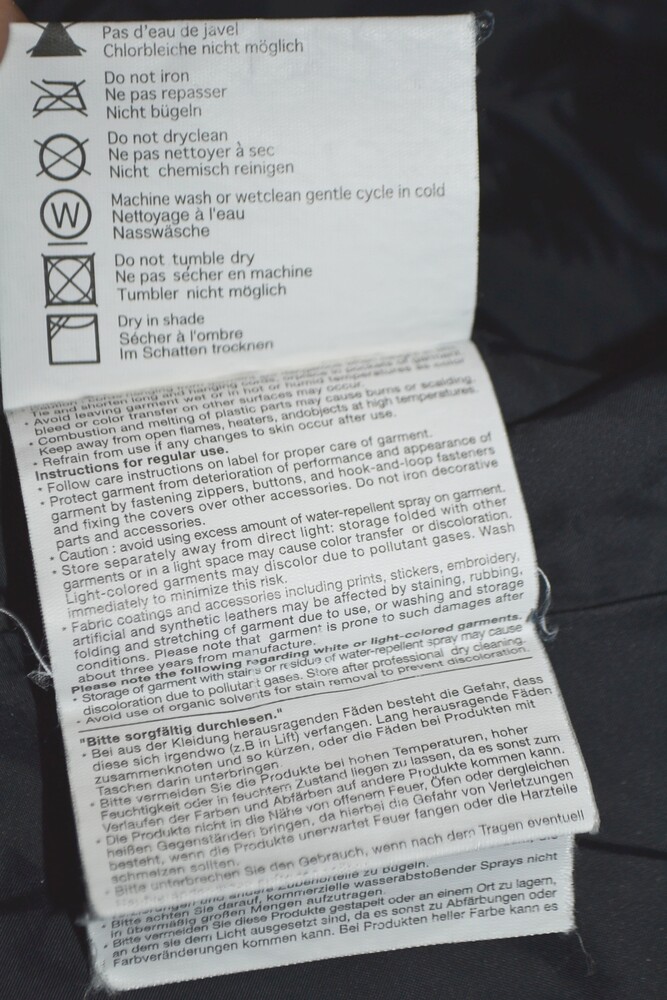 Pas d'eau de javel
Chlorbleiche nicht möglich
Do not iron
Ne pas repasser
Nicht bügeln
Do not dryclean
Ne pas nettoyer à sec
Nicht chemisch reinigen
W
Machine wash or wetclean gentle cycle in cold
Nettoyage à l'eau
Nasswäsche
Do not tumble dry
Ne pas sécher en machine
Tumbler nicht möglich
Dry in shade
Sécher à l'ombre
Im Schatten trocknen
• Avoid leaving garment wet or in hot or humid temperatures as color
bleed or color transfer on other surfaces may occur.
• Combustion and melting of plastic parts may cause burns or scalding.
Keep away from open flames, heaters, andobjects at high temperatures.
• Refrain from use if any changes to skin occur after use.
Instructions for regular use.
• Follow care instructions on label for proper care of garment.
• Protect garment from deterioration of performance and appearance of
garment by fastening zippers, buttons, and hook-and-loop fasteners
and fixing the covers over other accessories. Do not iron decorative
parts and accessories.
• Caution : avoid using excess amount of water-repellent spray on garment.
• Store separately away from direct light: storage folded with other
garments or in a light space may cause color transfer or discoloration.
Light-colored garments may discolor due to pollutant gases. Wash
immediately to minimize this risk.
• Fabric coatings and accessories including prints, stickers, embroidery,
artificial and synthetic leathers may be affected by staining, rubbing,
folding and stretching of garment due to use, or washing and storage
conditions. Please note that garment is prone to such damages after
about three years from manufacture.
Please note the following regarding white or light-colored garments.
• Storage of garment with stains or residue of water-repellent spray may cause
discoloration due to pollutant gases. Store after professional dry cleaning.
• Avoid use of organic solvents for stain removal to prevent discoloration.
"Bitte sorgfältig durchlesen."
• Bei aus der Kleidung herausragenden Fäden besteht die Gefahr, dass
diese sich irgendwo (z.B in Lift) verfangen. Lang herausragende Fäden
zusammenknoten und so kürzen, oder die Fäden bei Produkten mit
Taschen darin unterbringen.
• Bitte vermeiden Sie die Produkte bei hohen Temperaturen, hoher
Feuchtigkeit oder in feuchtem Zustand liegen zu lassen, da es sonst zum
Verlaufen der Farben und Abfärben auf andere Produkte kommen kann.
• Die Produkte nicht in die Nähe von offenem Feuer, Öfen oder dergleichen
heißen Gegenständen bringen, da hierbei die Gefahr von Verletzungen
besteht, wenn die Produkte unerwartet Feuer fangen oder die Harzteile
schmelzen sollten.
• Bitte unterbrechen Sie den Gebrauch, wenn nach dem Tragen eventuell
und andere Zubehörteile zu bügeln.
• Bitte achten Sie darauf, kommerzielle wasserabstoßender Sprays nicht
in übermäßig großen Mengen aufzutragen.
• Bitte vermeiden Sie diese Produkte gestapelt oder an einem Ort zu lagern,
an dem sie dem Licht ausgesetzt sind, da es sonst zu Abfärbungen oder
Farbveränderungen kommen kann. Bei Produkten heller Farbe kann es